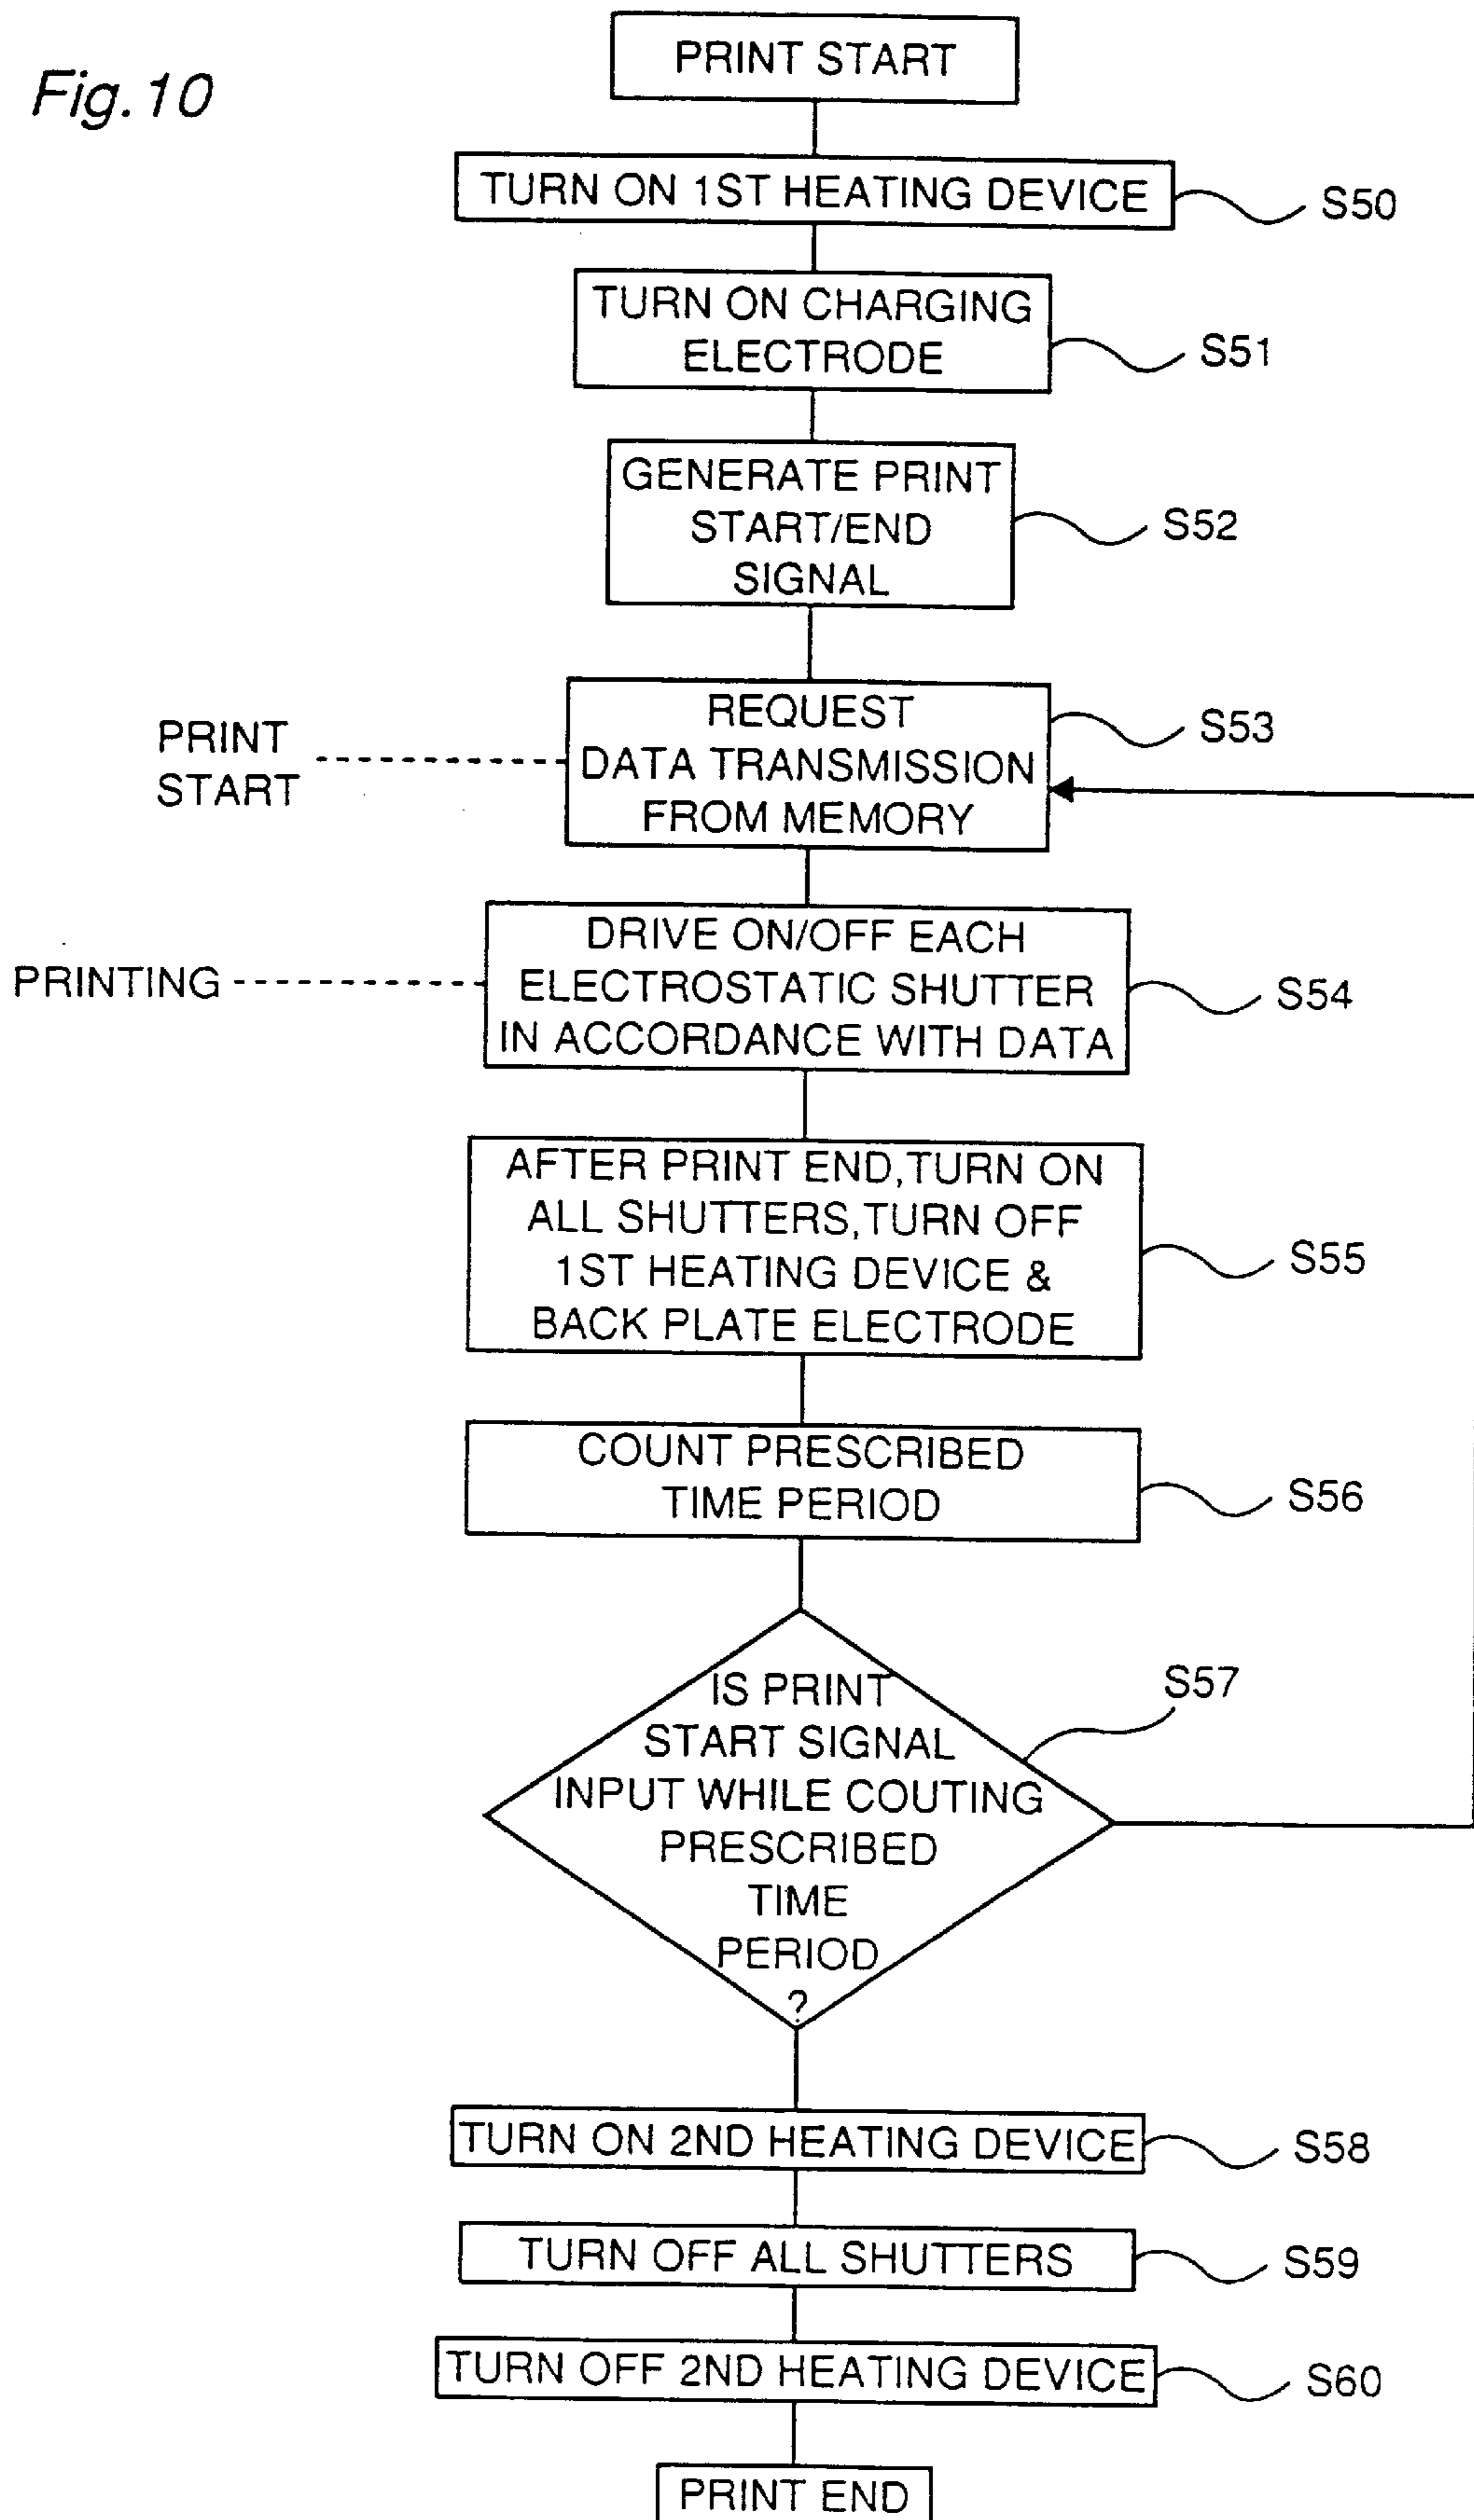 Fig.10
PRINT START
TURN ON 1ST HEATING DEVICE
S50
TURN ON CHARGING
ELECTRODE
S51
GENERATE PRINT
START/END
SIGNAL
S52
PRINT
START
REQUEST
DATA TRANSMISSION
FROM MEMORY
S53
PRINTING
DRIVE ON/OFF EACH
ELECTROSTATIC SHUTTER
IN ACCORDANCE WITH DATA
S54
AFTER PRINT END,TURN ON
ALL SHUTTERS,TURN OFF
1ST HEATING DEVICE &
BACK PLATE ELECTRODE
S55
COUNT PRESCRIBED
TIME PERIOD
S56
IS PRINT
START SIGNAL
INPUT WHILE COUTING
PRESCRIBED
TIME
PERIOD
?
S57
TURN ON 2ND HEATING DEVICE
S58
TURN OFF ALL SHUTTERS
S59
TURN OFF 2ND HEATING DEVICE
S60
PRINT END